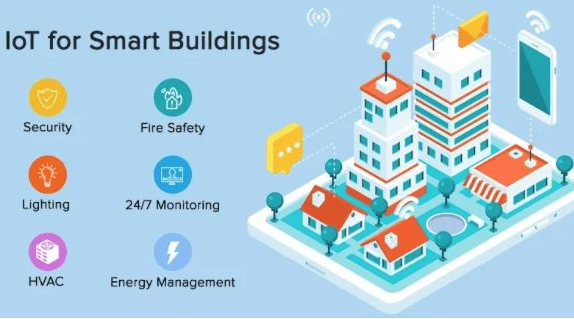 IoT for Smart Buildings
Security
Fire Safety
Lighting
24/7 Monitoring
HVAC
Energy Management